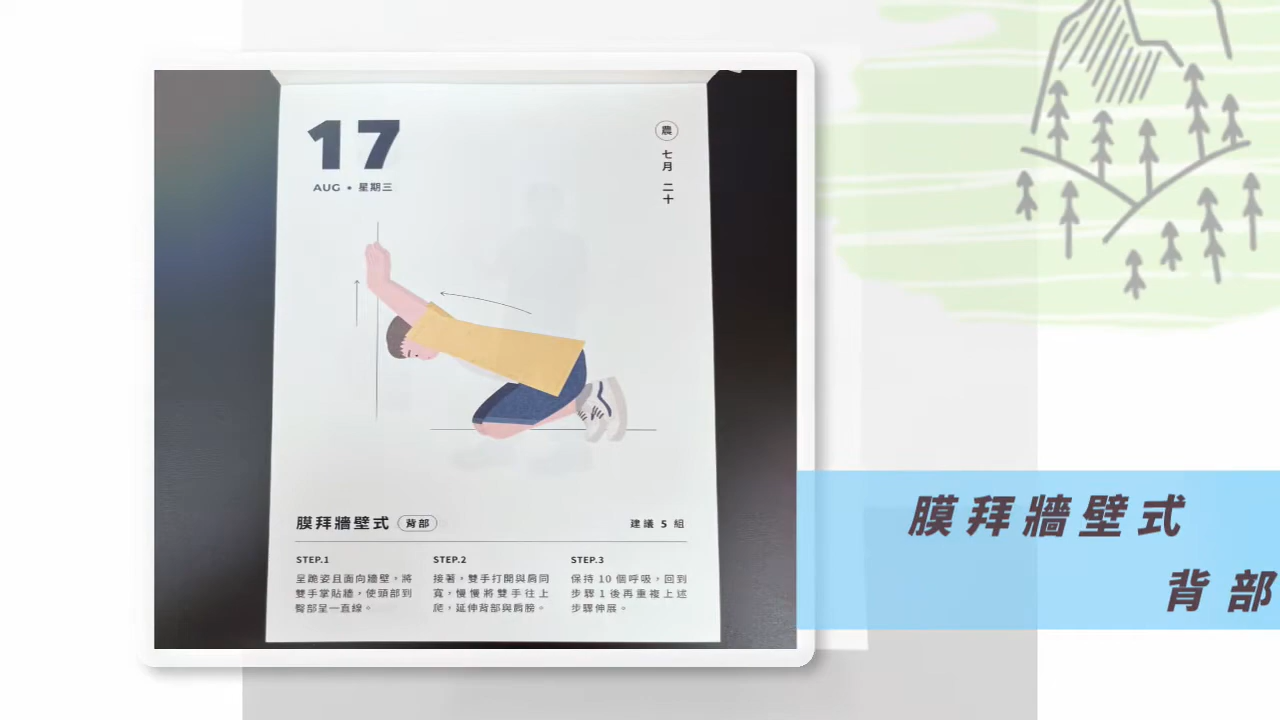 17
AUG • 星期三
農
七月
二十
膜拜牆壁式 背部
建議 5 組
STEP.1
呈跪姿且面向牆壁，將
雙手掌貼牆，使頭部到
臀部呈一直線。
STEP.2
接著，雙手打開與肩同
寬，慢慢將雙手往上
爬，延伸背部與肩膀。
STEP.3
保持 10 個呼吸，回到
步驟 1 後再重複上述
步驟伸展。
膜拜牆壁式
背部